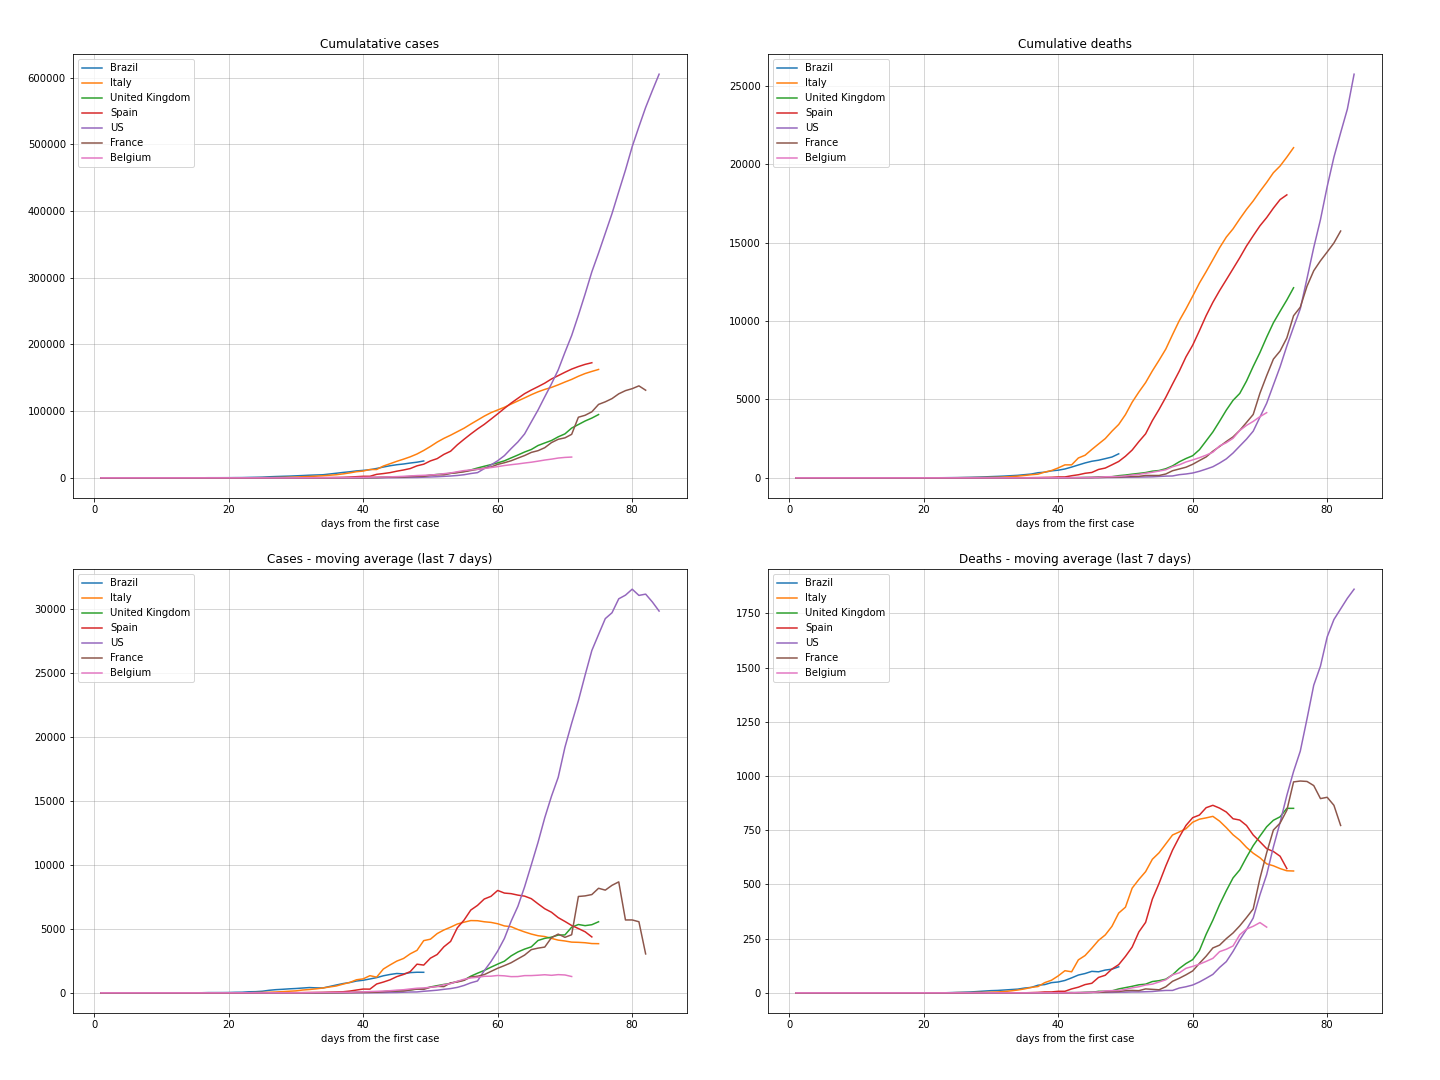 Cumulatative cases
600000
500000
400000
300000
200000
100000
0
Brazil
Italy
United Kingdom
Spain
US
France
Belgium
0 20 40 60 80
days from the first case
Cumulative deaths
25000
20000
15000
10000
5000
0
Brazil
Italy
United Kingdom
Spain
US
France
Belgium
0 20 40 60 80
days from the first case
Cases - moving average (last 7 days)
30000
25000
20000
15000
10000
5000
0
Brazil
Italy
United Kingdom
Spain
US
France
Belgium
0 20 40 60 80
days from the first case
Deaths - moving average (last 7 days)
1750
1500
1250
1000
750
500
250
0
Brazil
Italy
United Kingdom
Spain
US
France
Belgium
0 20 40 60 80
days from the first case